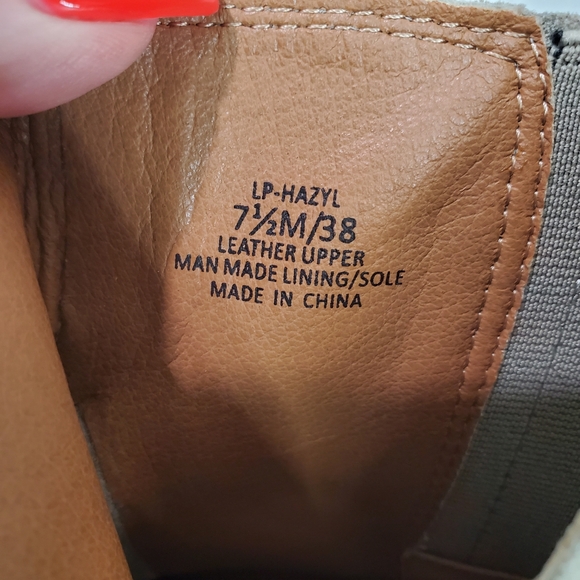 LP-HAZYL
7½M/38
LEATHER UPPER
MAN MADE LINING/SOLE
MADE IN CHINA